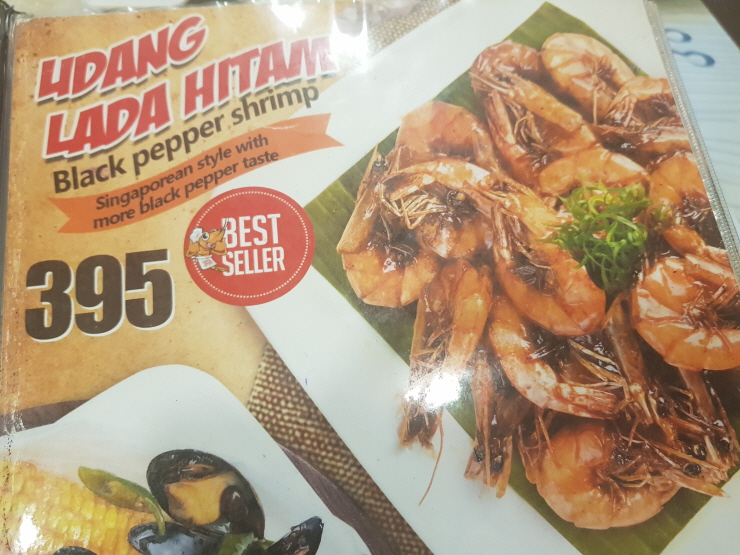 UDANG
LADA HITAM
Black pepper shrimp
Singaporean style with
more black pepper taste
395
BEST
SELLER